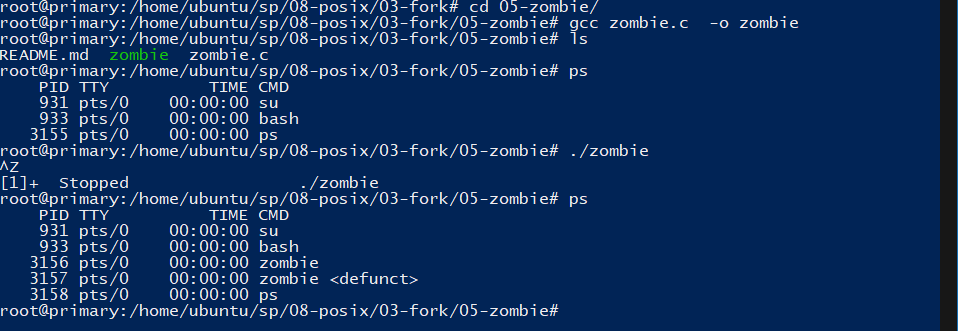 root@primary:/home/ubuntu/sp/08-posix/03-fork# cd 05-zombie/
root@primary:/home/ubuntu/sp/08-posix/03-fork/05-zombie# gcc zombie.c  -o zombie
root@primary:/home/ubuntu/sp/08-posix/03-fork/05-zombie# ls
README.md  zombie  zombie.c
root@primary:/home/ubuntu/sp/08-posix/03-fork/05-zombie# ps
    PID TTY          TIME CMD
    931 pts/0    00:00:00 su
    933 pts/0    00:00:00 bash
   3155 pts/0    00:00:00 ps
root@primary:/home/ubuntu/sp/08-posix/03-fork/05-zombie# ./zombie
^Z
[1]+  Stopped                 ./zombie
root@primary:/home/ubuntu/sp/08-posix/03-fork/05-zombie# ps
    PID TTY          TIME CMD
    931 pts/0    00:00:00 su
    933 pts/0    00:00:00 bash
   3156 pts/0    00:00:00 zombie
   3157 pts/0    00:00:00 zombie <defunct>
   3158 pts/0    00:00:00 ps
root@primary:/home/ubuntu/sp/08-posix/03-fork/05-zombie#